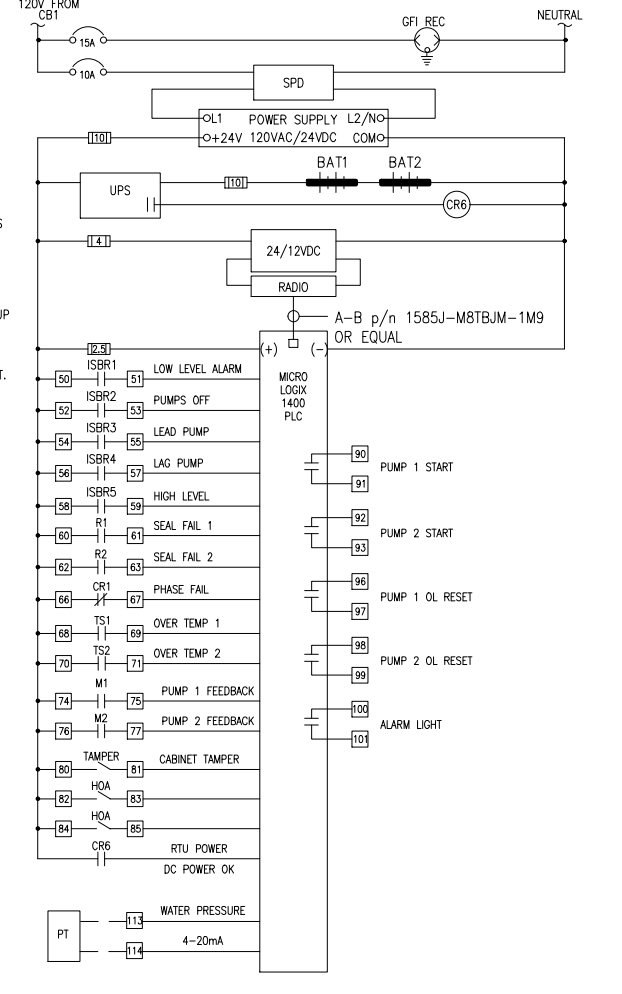 120V FROM
CB1
GFI REC
NEUTRAL
15A
10A
SPD
L1 POWER SUPPLY L2/N
+24V 120VAC/24VDC COM
10
BAT1 BAT2
UPS
10
CR6
S
4
24/12VDC
RADIO
UP
A-B p/n 1585J-M8TBJM-1M9
OR EQUAL
2.5
(+) (-)
T.
ISBR1
50 51 LOW LEVEL ALARM
MICRO
LOGIX
1400
PLC
ISBR2
52 53 PUMPS OFF
ISBR3
54 55 LEAD PUMP
ISBR4
56 57 LAG PUMP
ISBR5
58 59 HIGH LEVEL
R1
60 61 SEAL FAIL 1
R2
62 63 SEAL FAIL 2
CR1
66 67 PHASE FAIL
TS1
68 69 OVER TEMP 1
TS2
70 71 OVER TEMP 2
M1
74 75 PUMP 1 FEEDBACK
M2
76 77 PUMP 2 FEEDBACK
TAMPER
80 81 CABINET TAMPER
HOA
82 83
HOA
84 85
CR6
RTU POWER
DC POWER OK
90
PUMP 1 START
91
92
PUMP 2 START
93
96
PUMP 1 OL RESET
97
98
PUMP 2 OL RESET
99
100
ALARM LIGHT
101
PT
113 WATER PRESSURE
114 4-20mA